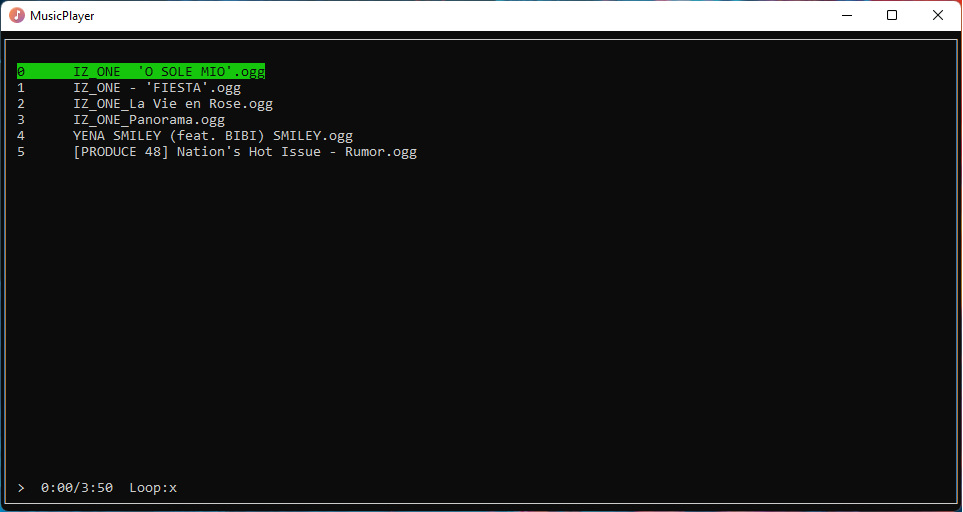 MusicPlayer
0 IZ_ONE 'O SOLE MIO'.ogg
1 IZ_ONE - 'FIESTA'.ogg
2 IZ_ONE_La Vie en Rose.ogg
3 IZ_ONE_Panorama.ogg
4 YENA SMILEY (feat. BIBI) SMILEY.ogg
5 [PRODUCE 48] Nation's Hot Issue - Rumor.ogg
> 0:00/3:50 Loop:x